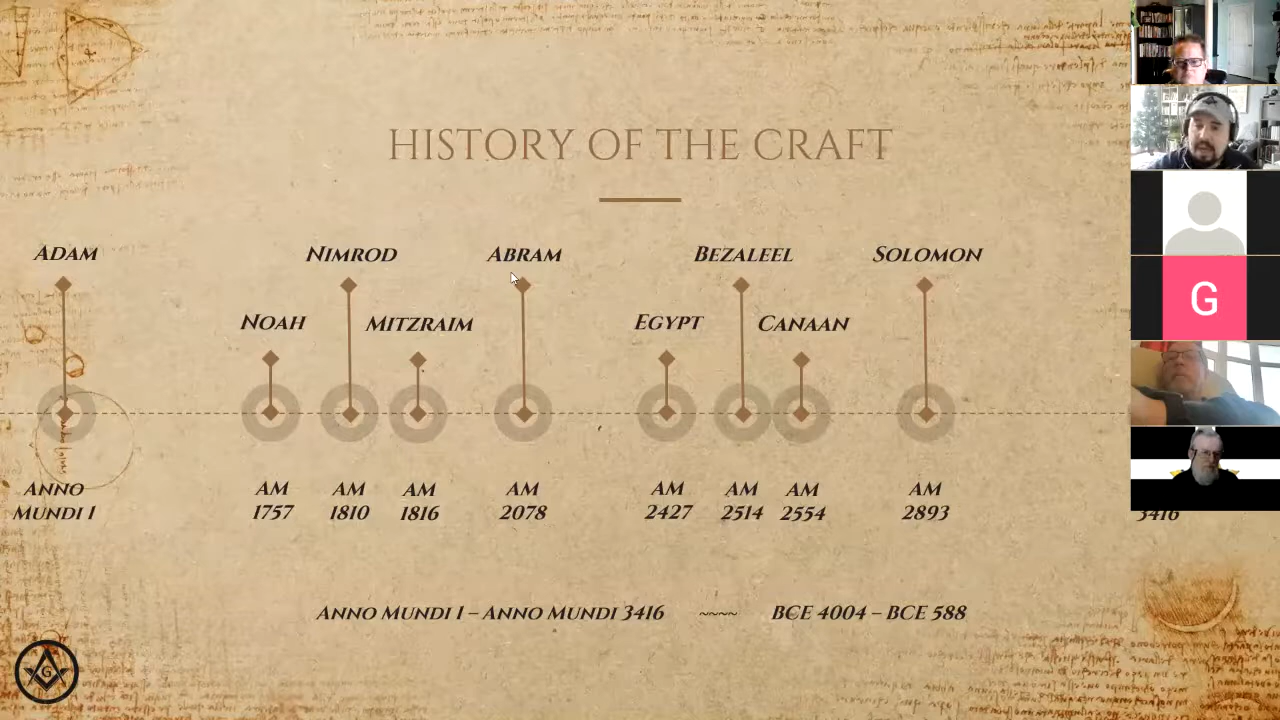 HISTORY OF THE CRAFT
ADAM
NIMROD
ABRAM
BEZALEEL
SOLOMON
NOAH
MITZRAIM
EGYPT
CANAAN
ANNO
MUNDI 1
AM
1757
AM
1810
AM
1816
AM
2078
AM
2427
AM
2514
AM
2554
AM
2893
3416
ANNO MUNDI 1 – ANNO MUNDI 3416 ~~~~ BCE 4004 – BCE 588
G
G